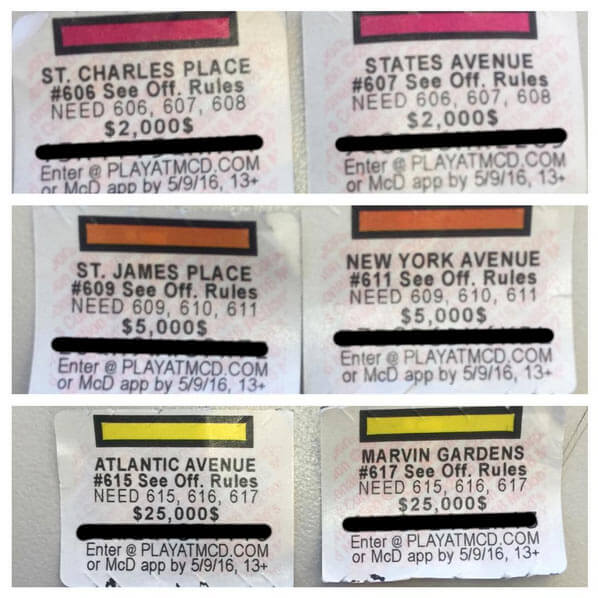 ST. CHARLES PLACE
#606 See Off. Rules
NEED 606, 607, 608
$2,000$
Enter @ PLAYATMCD.COM
or McD app by 5/9/16, 13+
STATES AVENUE
#607 See Off. Rules
NEED 606, 607, 608
$2,000$
Enter @ PLAYATMCD.COM
or McD app by 5/9/16, 13+
ST. JAMES PLACE
#609 See Off. Rules
NEED 609, 610, 611
$5,000$
Enter @ PLAYATMCD.COM
or McD app by 5/9/16, 13+
NEW YORK AVENUE
#611 See Off. Rules
NEED 609, 610, 611
$5,000$
Enter @ PLAYATMCD.COM
or McD app by 5/9/16, 13+
ATLANTIC AVENUE
#615 See Off. Rules
NEED 615, 616, 617
$25,000$
Enter @ PLAYATMCD.COM
or McD app by 5/9/16, 13+
MARVIN GARDENS
#617 See Off. Rules
NEED 615, 616, 617
$25,000$
Enter @ PLAYATMCD.COM
or McD app by 5/9/16, 13+